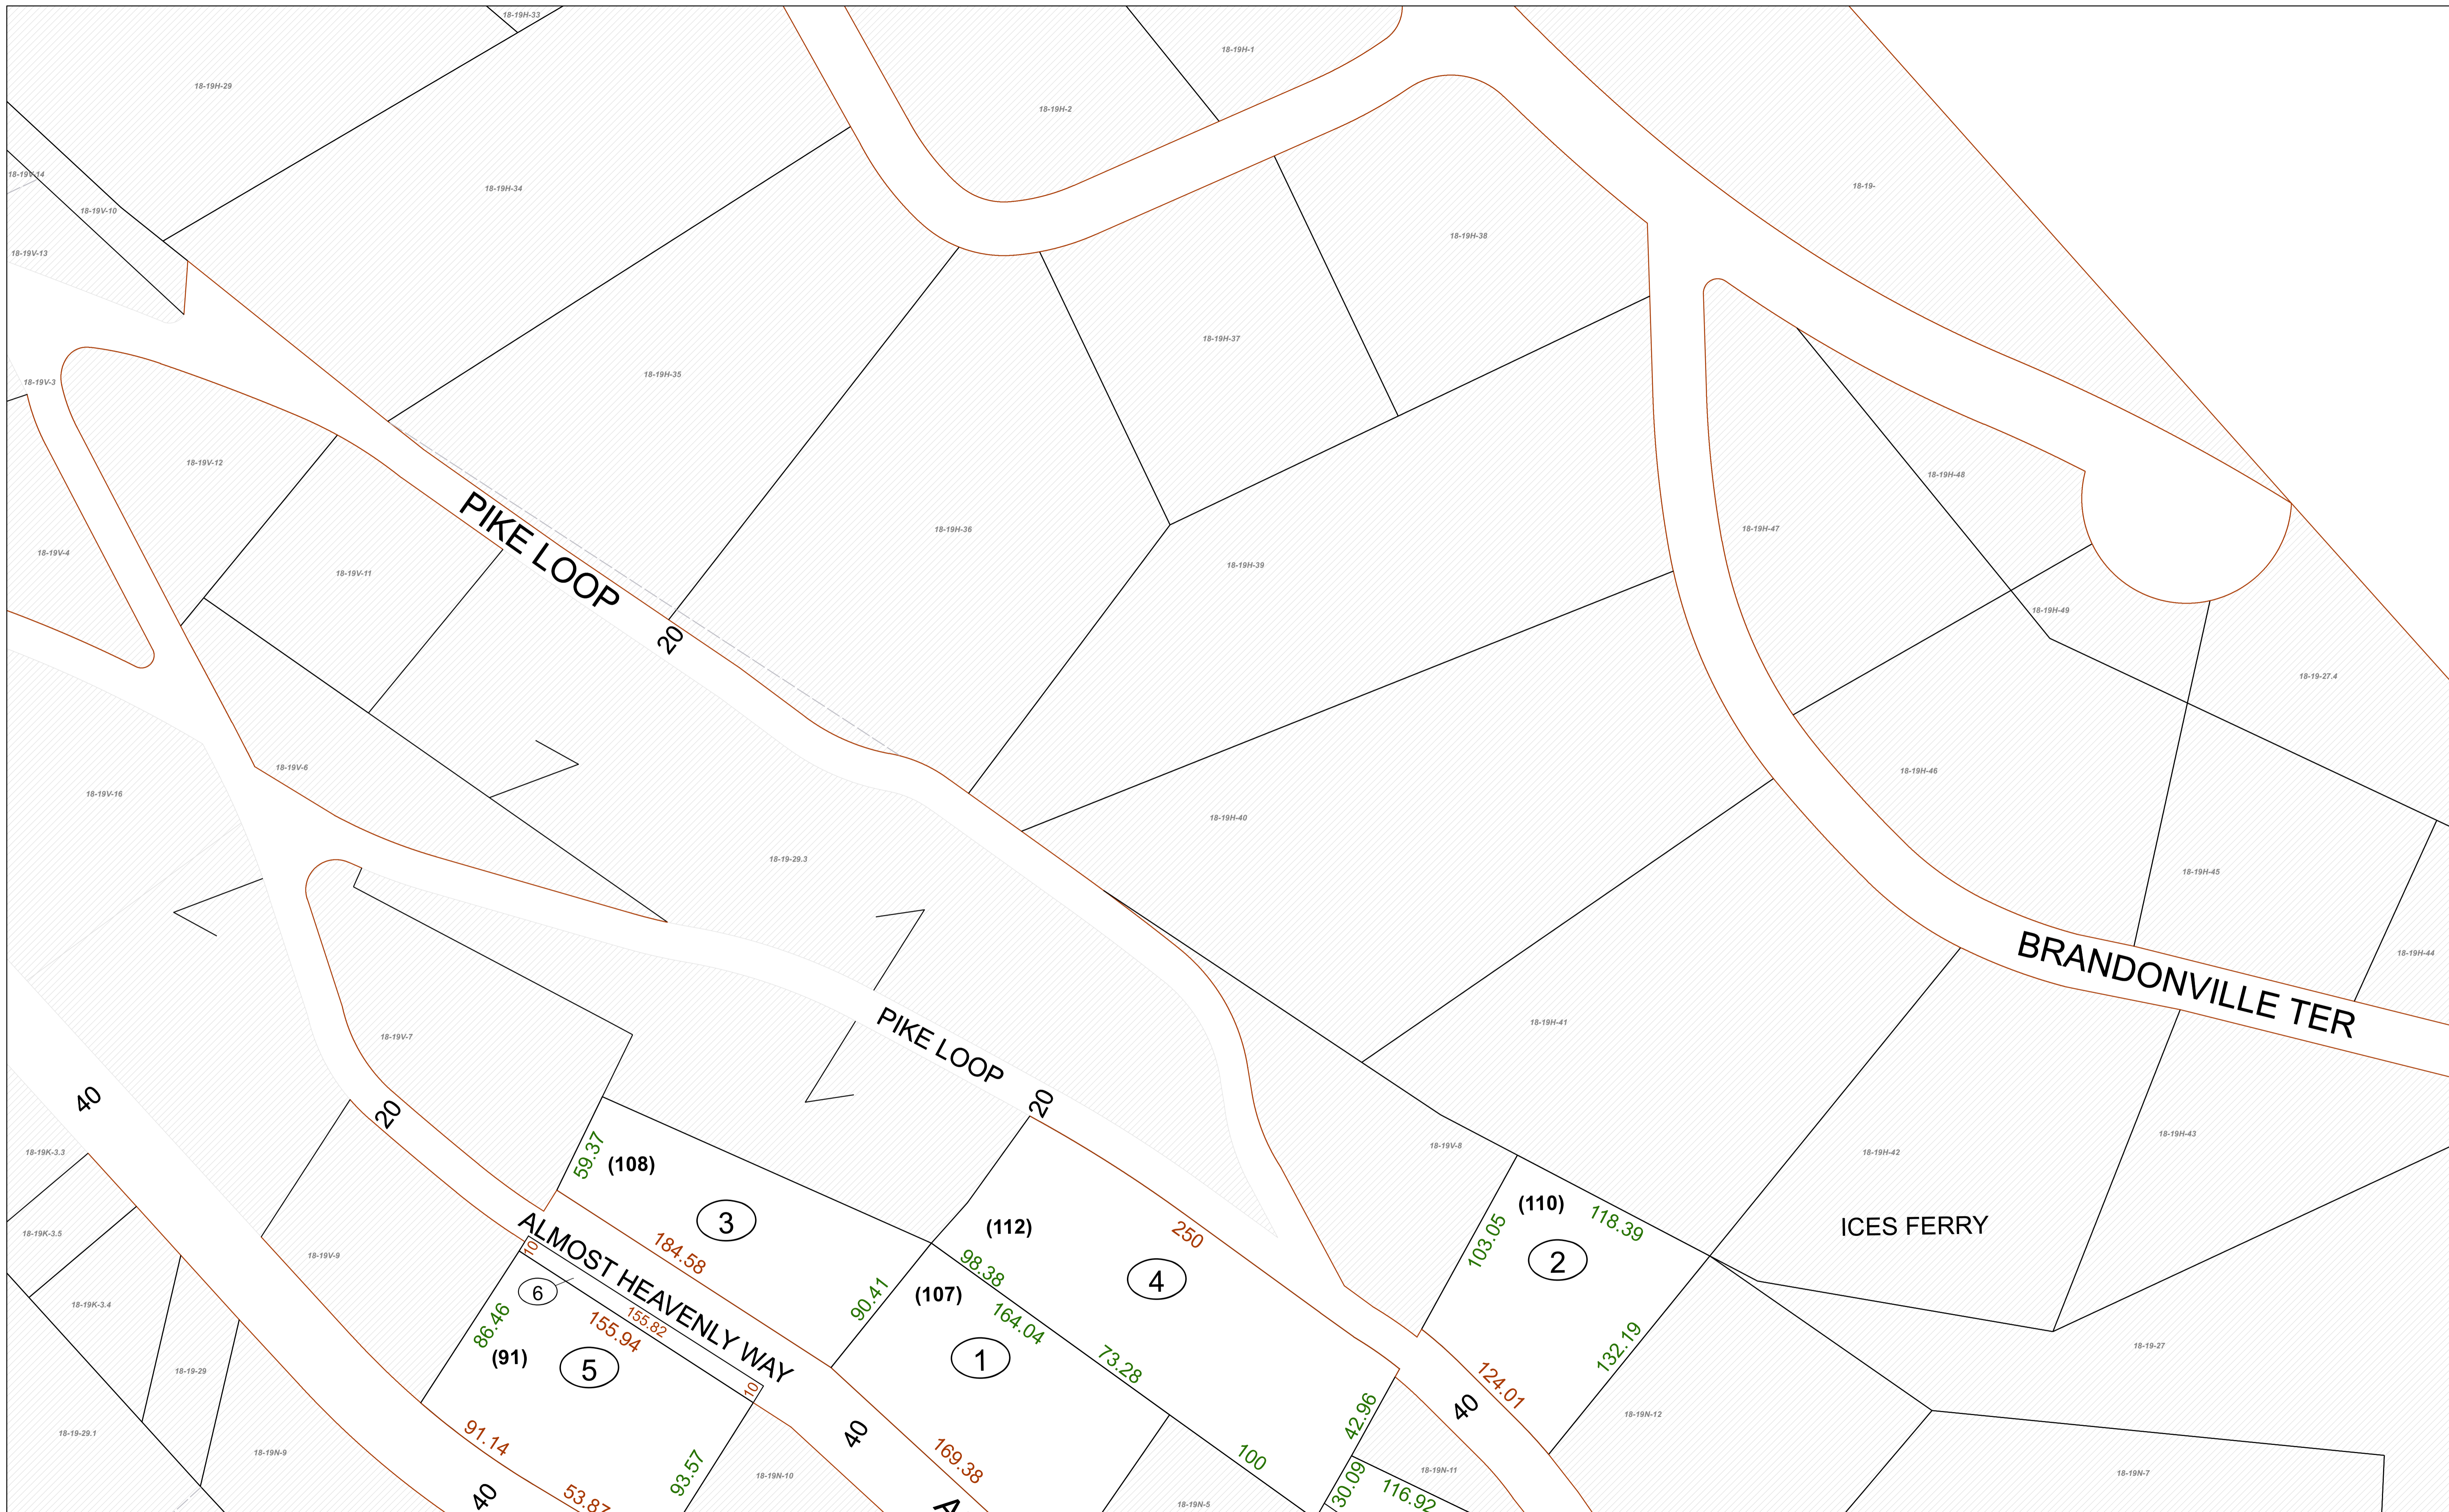 18-19H-33
18-19H-1
18-19H-29
18-19H-2
18-19V-14
18-19H-34
18-19-
18-19V-10
18-19H-38
18-19V-13
18-19H-37
18-19H-35
18-19V-3
18-19V-12
18-19H-48
PIKE LOOP
18-19H-36
18-19H-47
18-19V-4
18-19V-11
18-19H-39
18-19H-49
20
18-19-27.4
18-19V-6
18-19H-46
18-19V-16
18-19H-40
18-19-29.3
18-19H-45
18-19H-44
BRANDONVILLE TER
18-19H-41
18-19V-7
PIKE LOOP
40
20
20
18-19H-43
18-19V-8
18-19K-3.3
18-19H-42
59.37
(108)
(110)
118.39
3
(112)
250
103.05
ICES FERRY
18-19K-3.5
ALMOST HEAVENLY WAY
10
184.58
18-19V-9
98.38
4
2
6
90.41
(107)
18-19K-3.4
86.46
155.82
155.94
164.04
132.19
18-19-27
(91)
5
1
73.28
18-19-29
10
124.01
40
42.96
18-19N-12
18-19-29.1
91.14
40
18-19N-9
169.38
100
93.57
18-19N-10
18-19N-11
18-19N-7
40
53.87
A
18-19N-5
30.09
116.92